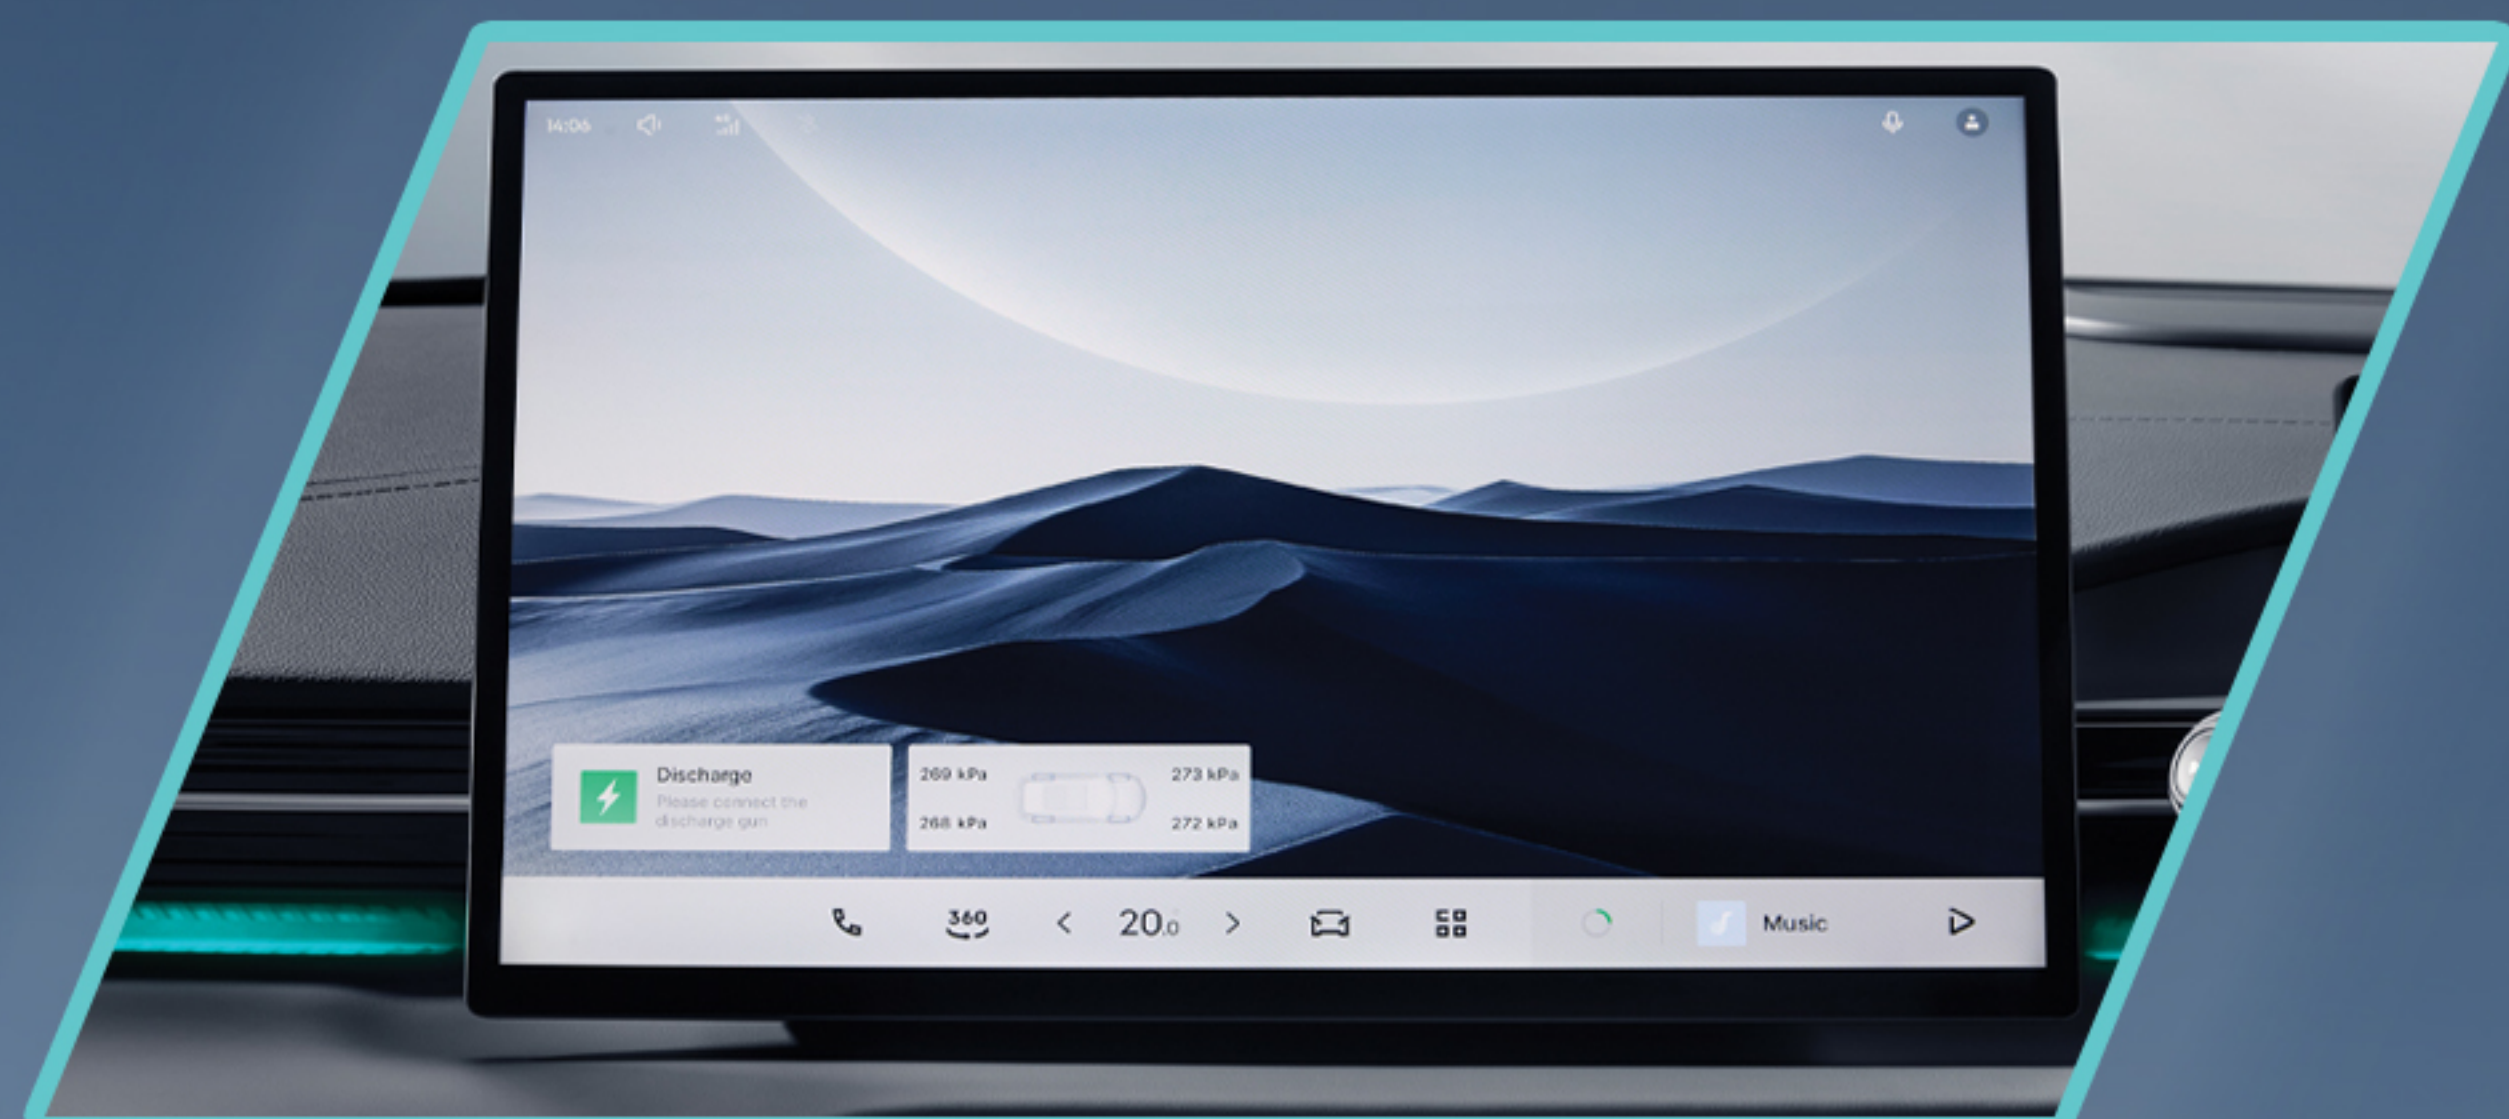 14:06
4G
Discharge
Please connect the
discharge gun
269 kPa
273 kPa
268 kPa
272 kPa
360
20.0
Music